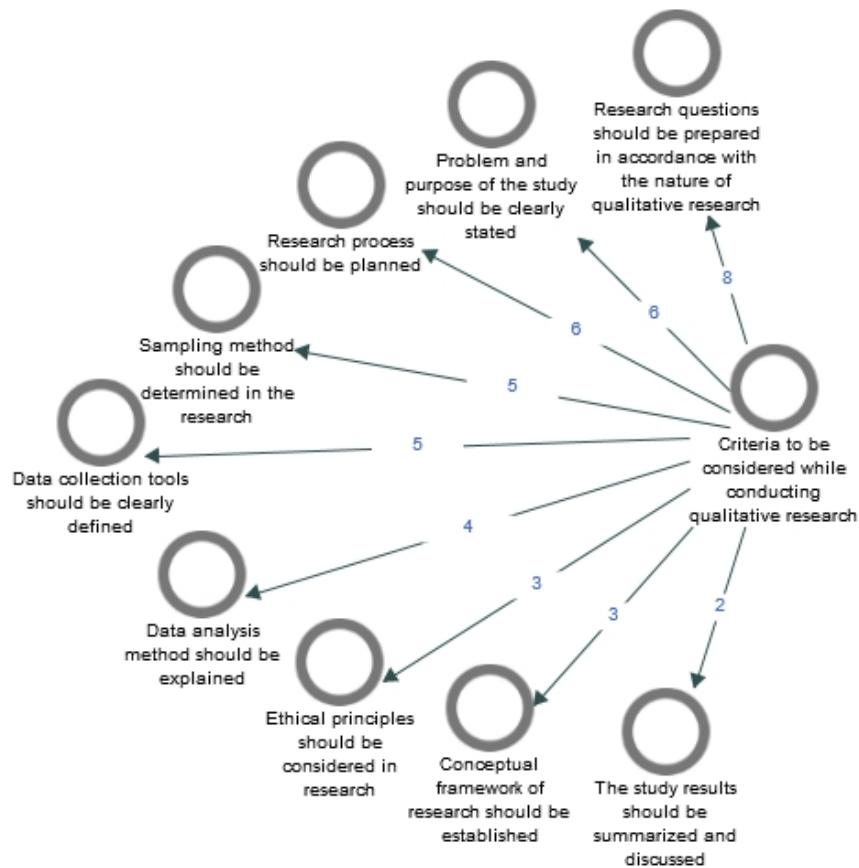 Research questions
should be prepared
in accordance with
the nature of
qualitative research
Problem and
purpose of the study
should be clearly
stated
Research process
should be planned
Sampling method
should be
determined in the
research
Data collection tools
should be clearly
defined
Data analysis
method should be
explained
Ethical principles
should be
considered in
research
Conceptual
framework of
research should be
established
The study results
should be
summarized and
discussed
Criteria to be
considered while
conducting
qualitative research
8
6
6
5
5
4
3
3
2